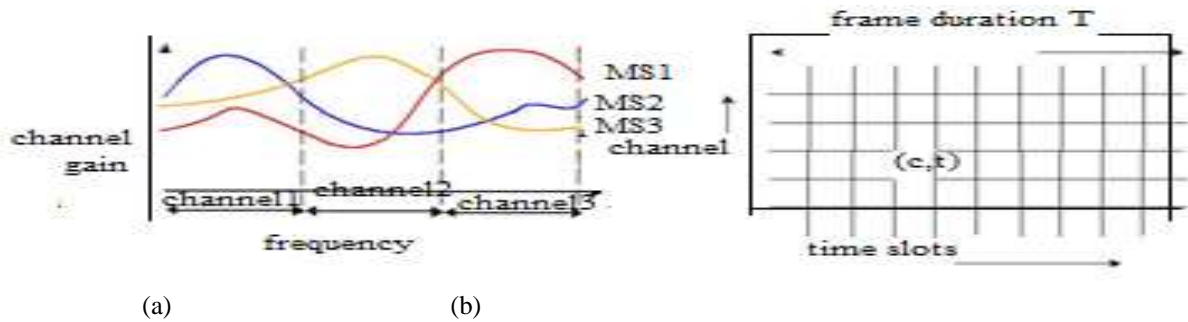 channel
gain
channel1
channel2
channel3
frequency
MS1
MS2
MS3
frame duration T
channel
(c,t)
time slots
(a)
(b)